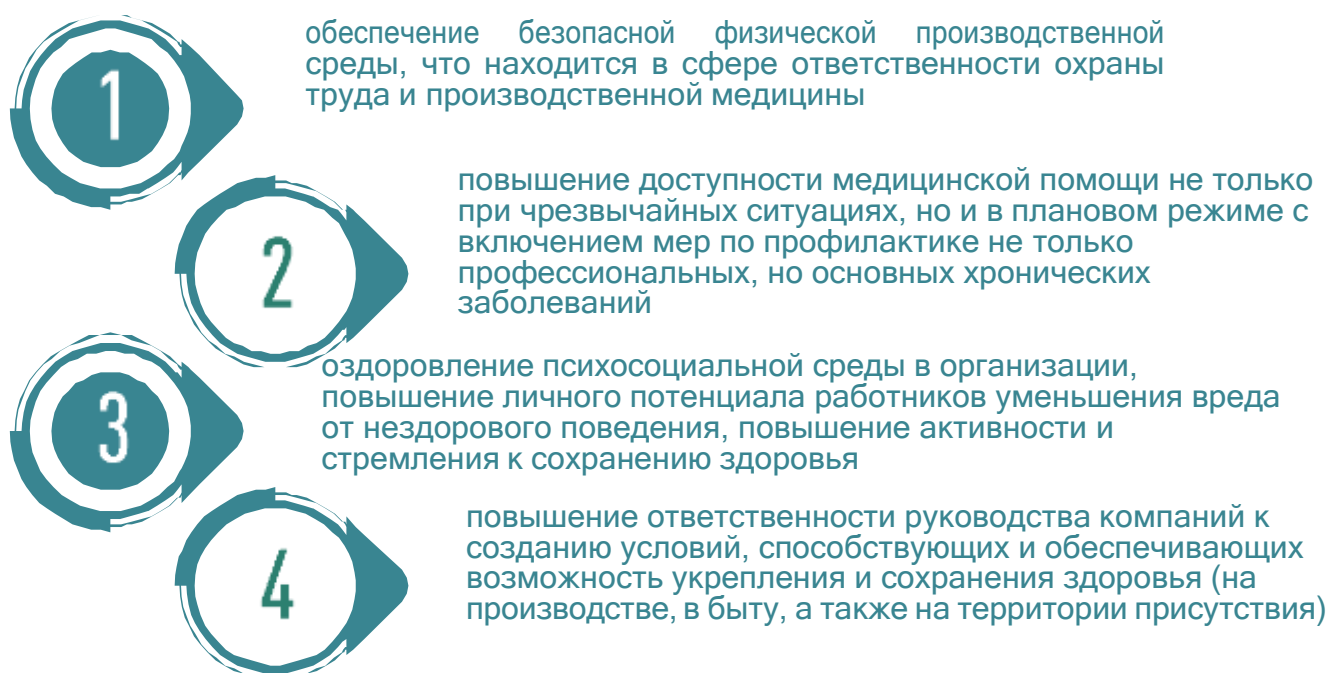 1
обеспечение безопасной физической производственной
среды, что находится в сфере ответственности охраны
труда и производственной медицины
2
повышение доступности медицинской помощи не только
при чрезвычайных ситуациях, но и в плановом режиме с
включением мер по профилактике не только
профессиональных, но основных хронических
заболеваний
3
оздоровление психосоциальной среды в организации,
повышение личного потенциала работников уменьшения вреда
от нездорового поведения, повышение активности и
стремления к сохранению здоровья
4
повышение ответственности руководства компаний к
созданию условий, способствующих и обеспечивающих
возможность укрепления и сохранения здоровья (на
производстве, в быту, а также на территории присутствия)